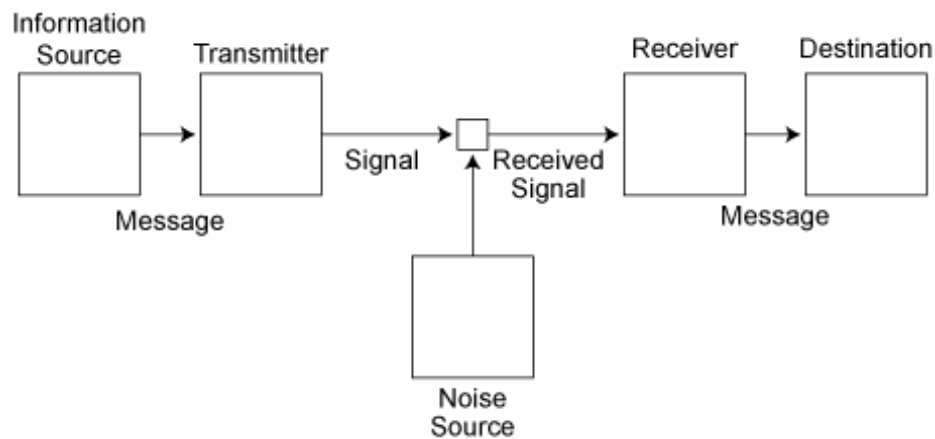 Information
Source
Transmitter
Receiver
Destination
Signal
Received
Signal
Message
Message
Noise
Source